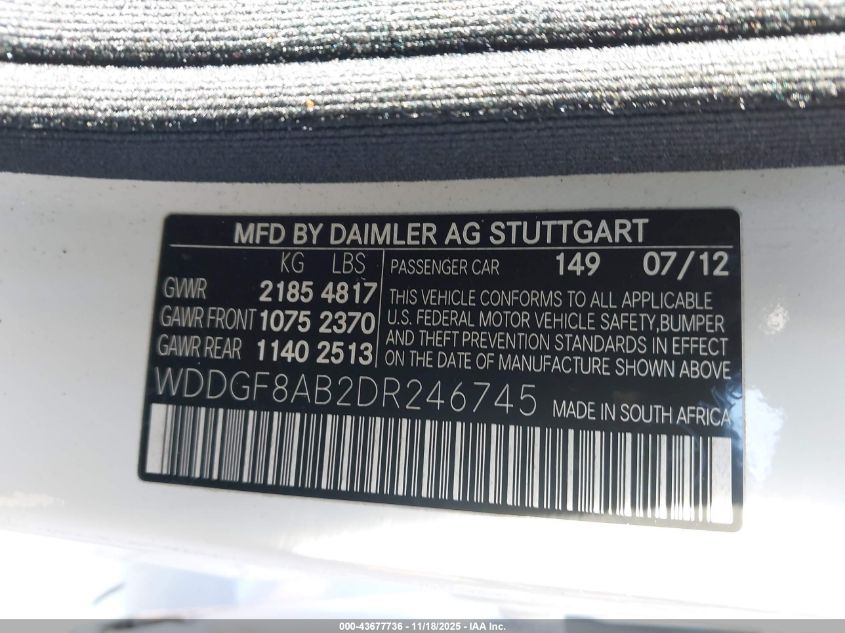 MFD BY DAIMLER AG STUTTGART
KG LBS
GVWR 2185 4817
GAWR FRONT 1075 2370
GAWR REAR 1140 2513
PASSENGER CAR 149 07/12
THIS VEHICLE CONFORMS TO ALL APPLICABLE
U.S. FEDERAL MOTOR VEHICLE SAFETY,BUMPER
AND THEFT PREVENTION STANDARDS IN EFFECT
ON THE DATE OF MANUFACTURE SHOWN ABOVE
WDDGF8AB2DR246745 MADE IN SOUTH AFRICA
000-43677736 - 11/18/2025 - IAA Inc.